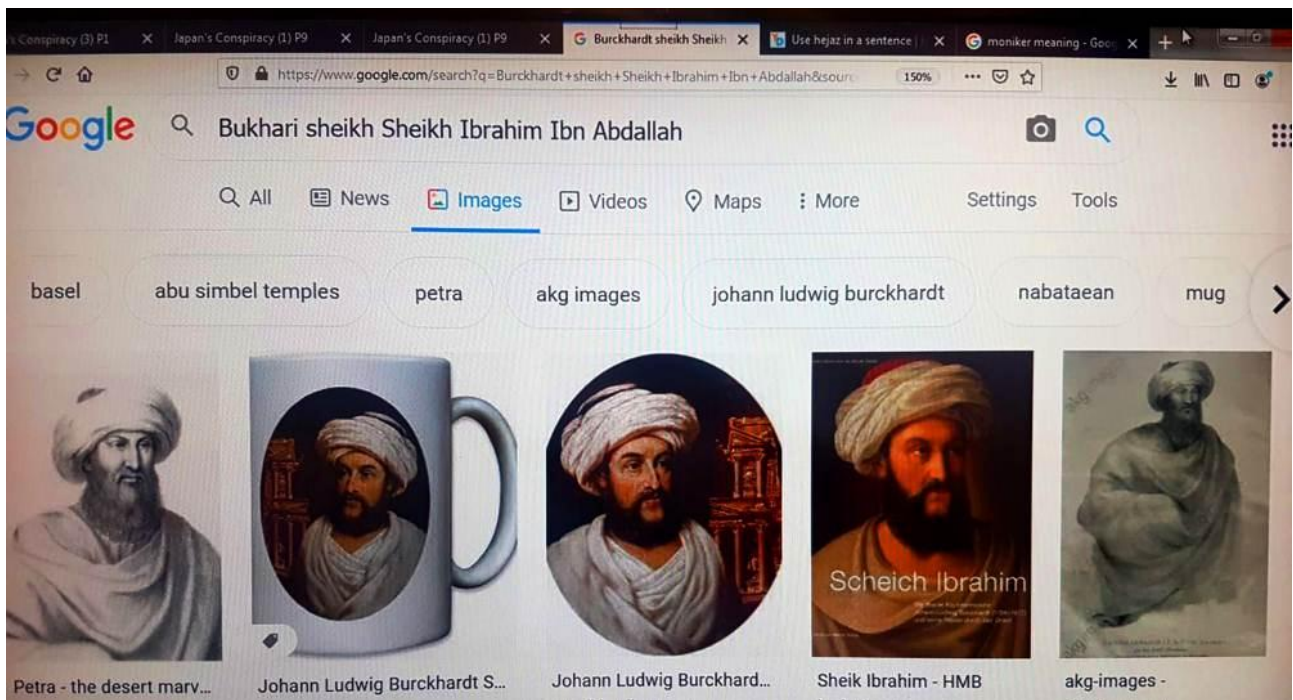 's Conspiracy (3) P1 Japan's Conspiracy (1) P9 Japan's Conspiracy (1) P9 Burckhardt sheikh Sheikh Use hejaz in a sentence moniker meaning - Goo
https://www.google.com/search?q=Burckhardt+sheikh+Sheikh+Ibrahim+Ibn+Abdallah&sourc 150%
Google Bukhari sheikh Sheikh Ibrahim Ibn Abdallah
All News Images Videos Maps More Settings Tools
basel abu simbel temples petra akg images johann ludwig burckhardt nabataean mug
akg-images
Scheich Ibrahim
Petra - the desert marv... Johann Ludwig Burckhardt S... Johann Ludwig Burckhard... Sheik Ibrahim - HMB akg-images -